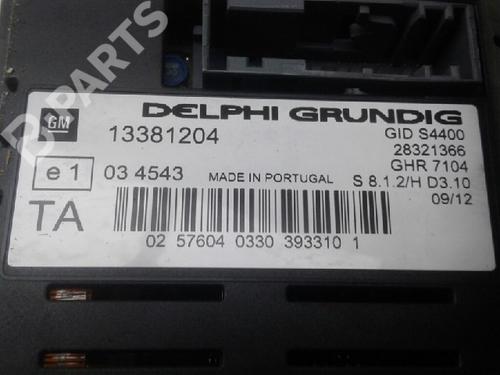 B-PARTS
DELPHI GRUNDIG
GM
13381204
GID S4400
28321366
GHR 7104
e 1
03 4543
MADE IN PORTUGAL
S 8.1.2/H D3.10
09/12
TA
02 57604 0330 393310 1